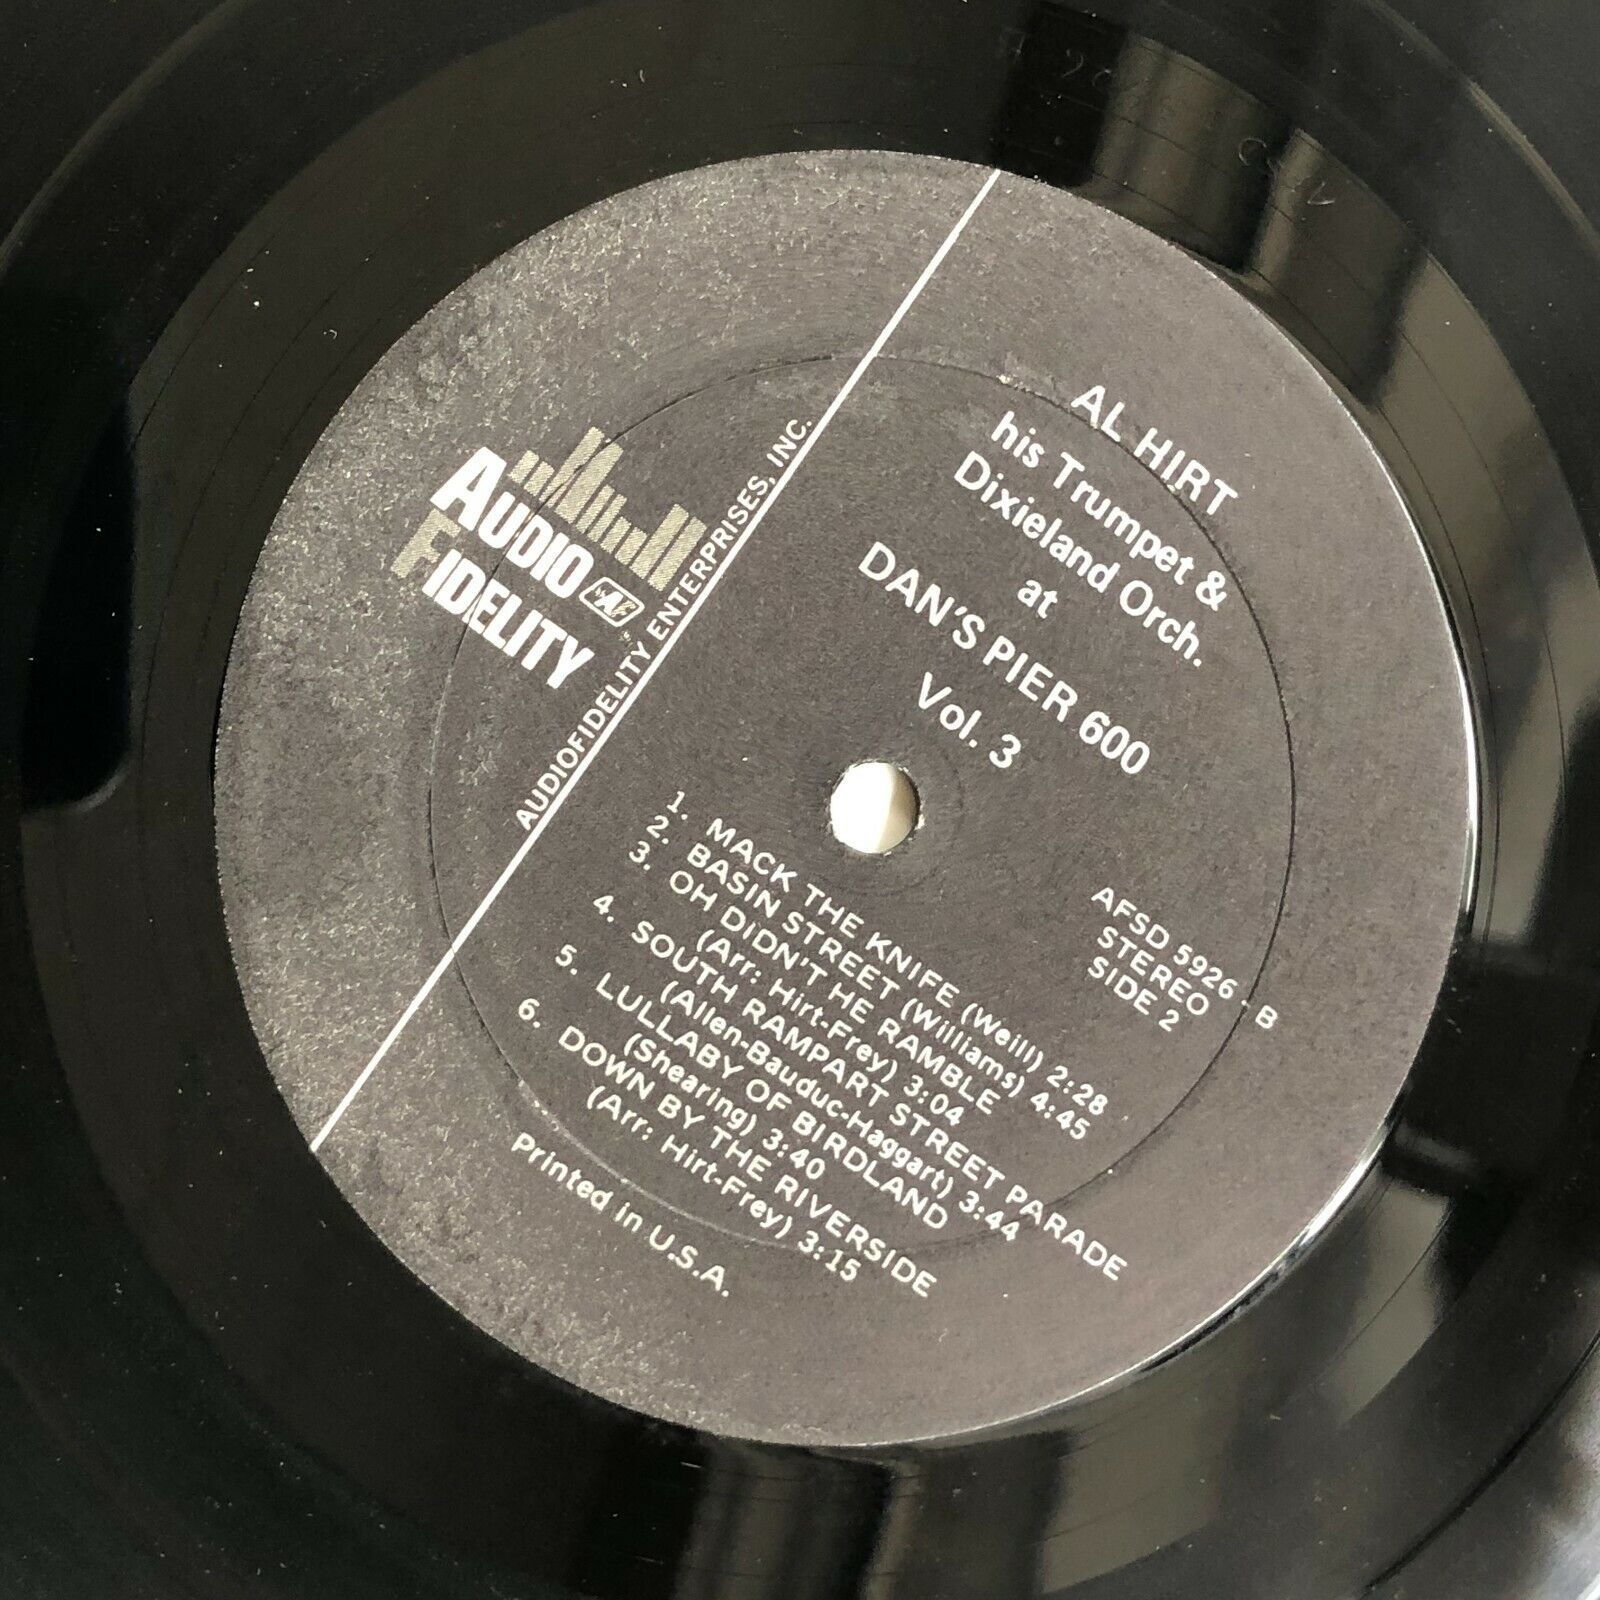 AUDIO
FIDELITY
AUDIOFIDELITY ENTERPRISES, INC.
AL HIRT
his Trumpet &
Dixieland Orch.
at
DAN'S PIER 600
Vol. 3
AFSD 5926 - B
STEREO
SIDE 2
1. MACK THE KNIFE (Weill) 2:28
2. BASIN STREET (Williams) 4:45
3. OH DIDN'T HE RAMBLE
(Arr: Hirt-Frey) 3:04
4. SOUTH RAMPART STREET PARADE
(Allen-Bauduc-Haggart) 3:44
5. LULLABY OF BIRDLAND
(Shearing) 3:40
6. DOWN BY THE RIVERSIDE
(Arr: Hirt-Frey) 3:15
Printed in U.S.A.